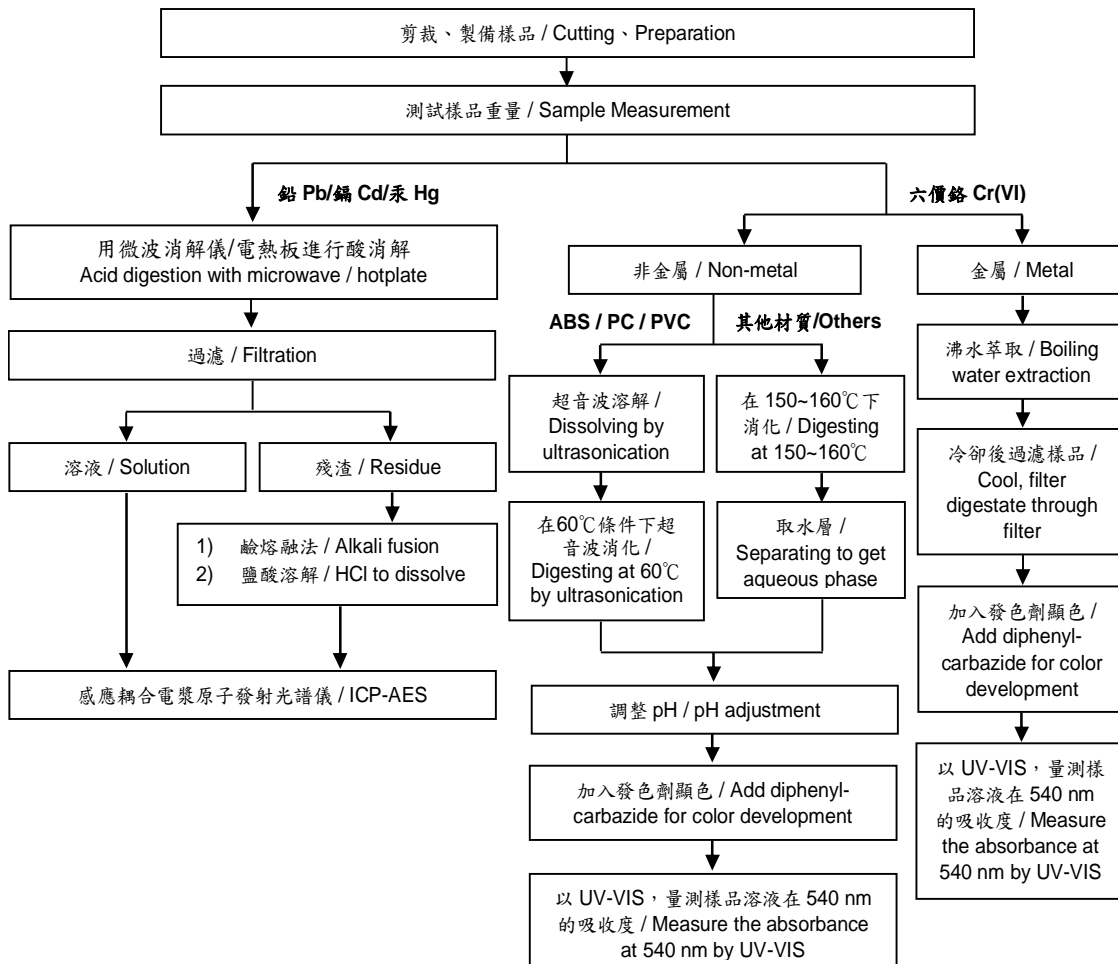 剪裁、製備樣品 / Cutting、Preparation
測試樣品重量 / Sample Measurement
鉛 Pb/鎘 Cd/汞 Hg
用微波消解儀/電熱板進行酸消解
Acid digestion with microwave / hotplate
過濾 / Filtration
溶液 / Solution
殘渣 / Residue
1) 鹼熔融法 / Alkali fusion
2) 鹽酸溶解 / HCl to dissolve
感應耦合電漿原子發射光譜儀 / ICP-AES
六價鉻 Cr(VI)
非金屬 / Non-metal
ABS / PC / PVC
超音波溶解 /
Dissolving by
ultrasonication
在60℃條件下超
音波消化 /
Digesting at 60℃
by ultrasonication
其他材質/Others
在 150~160℃下
消化 / Digesting
at 150~160℃
取水層 /
Separating to get
aqueous phase
調整 pH / pH adjustment
加入發色劑顯色 / Add diphenyl-
carbazide for color development
以 UV-VIS，量測樣品溶液在 540 nm
的吸收度 / Measure the absorbance
at 540 nm by UV-VIS
金屬 / Metal
沸水萃取 / Boiling
water extraction
冷卻後過濾樣品 /
Cool, filter
digestate through
filter
加入發色劑顯色 /
Add diphenyl-
carbazide for color
development
以 UV-VIS，量測樣
品溶液在 540 nm
的吸收度 / Measure
the absorbance at
540 nm by UV-VIS